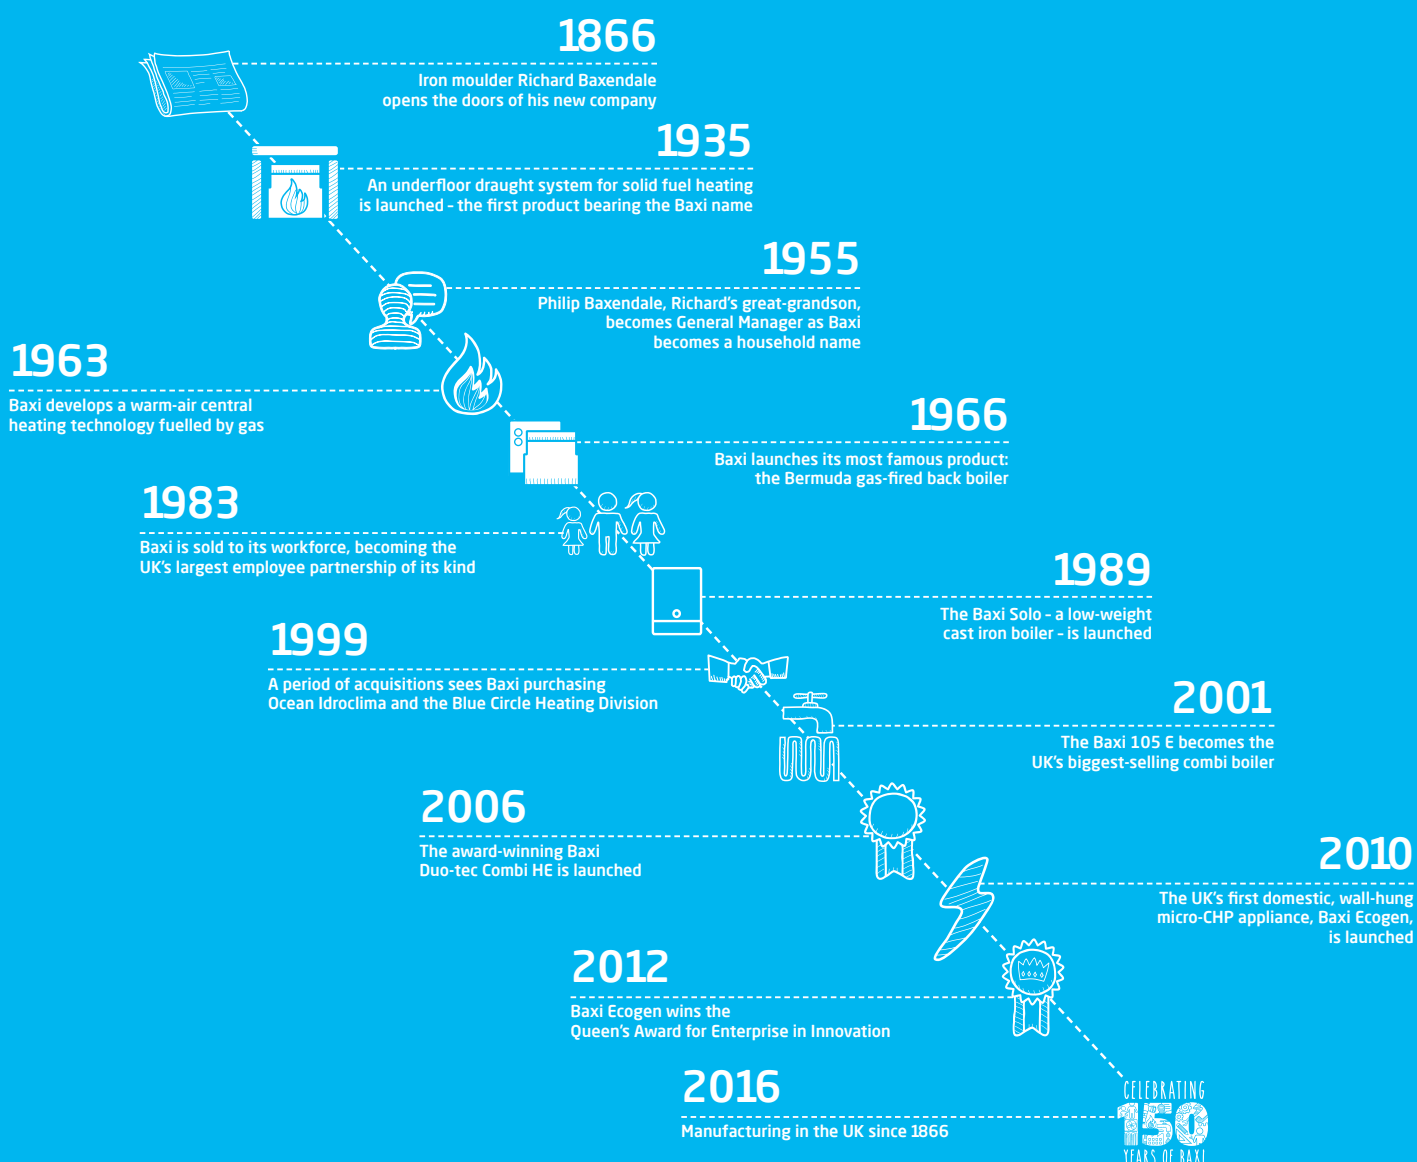 1866
Iron moulder Richard Baxendale
opens the doors of his new company
1935
An underfloor draught system for solid fuel heating
is launched – the first product bearing the Baxi name
1955
Philip Baxendale, Richard's great-grandson,
becomes General Manager as Baxi
becomes a household name
1963
Baxi develops a warm-air central
heating technology fuelled by gas
1966
Baxi launches its most famous product:
the Bermuda gas-fired back boiler
1983
Baxi is sold to its workforce, becoming the
UK's largest employee partnership of its kind
1989
The Baxi Solo – a low-weight
cast iron boiler – is launched
1999
A period of acquisitions sees Baxi purchasing
Ocean Idroclima and the Blue Circle Heating Division
2001
The Baxi 105 E becomes the
UK's biggest-selling combi boiler
2006
The award-winning Baxi
Duo-tec Combi HE is launched
2010
The UK's first domestic, wall-hung
micro-CHP appliance, Baxi Ecogen,
is launched
2012
Baxi Ecogen wins the
Queen's Award for Enterprise in Innovation
2016
Manufacturing in the UK since 1866
CELEBRATING
150
YEARS OF BAXI